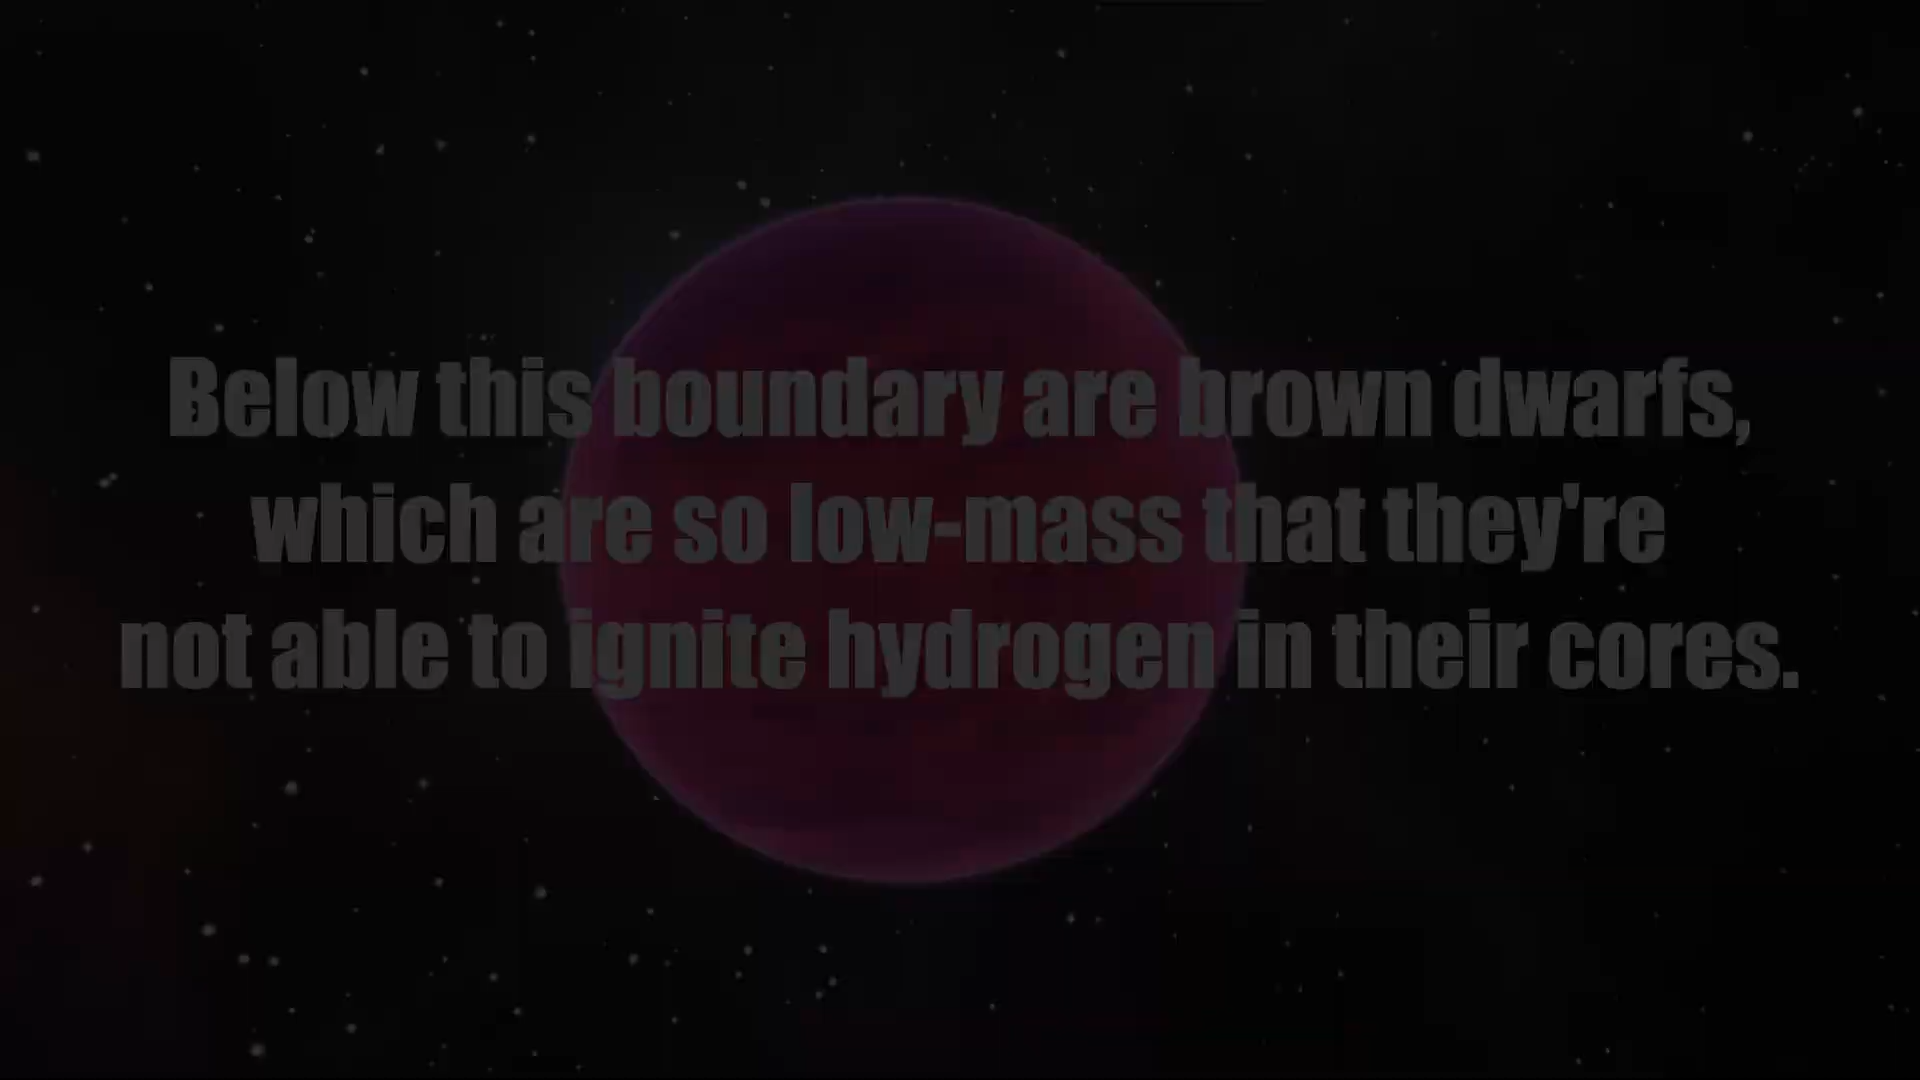 Below this boundary are brown dwarfs,
which are so low-mass that they're
not able to ignite hydrogen in their cores.